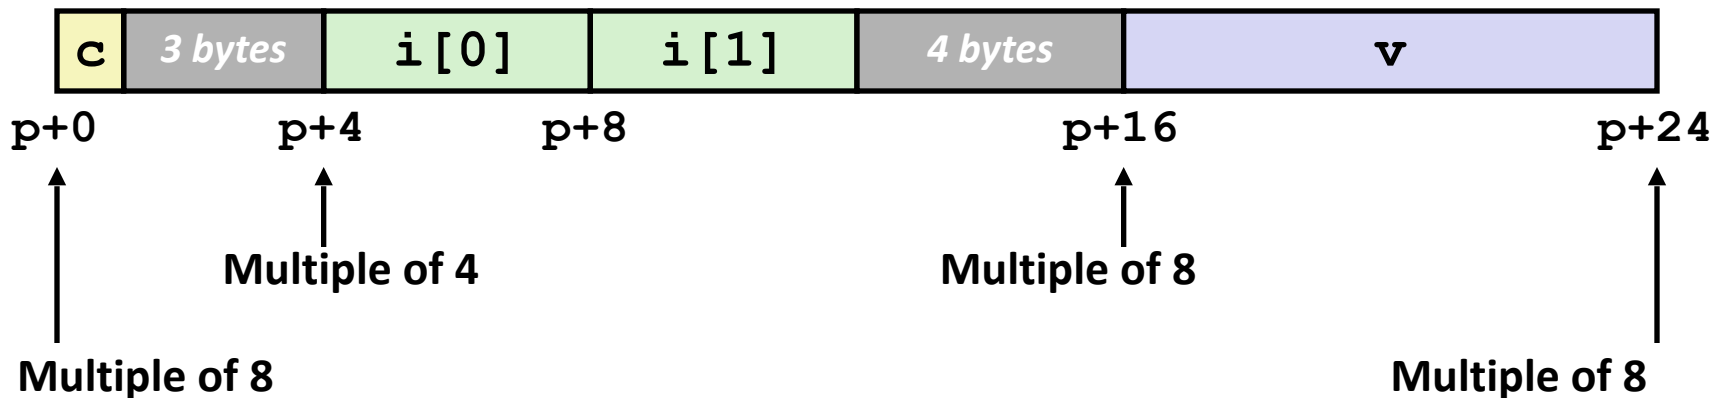 c 3 bytes i[0] i[1] 4 bytes v
p+0 p+4 p+8 p+16 p+24
Multiple of 4 Multiple of 8
Multiple of 8 Multiple of 8